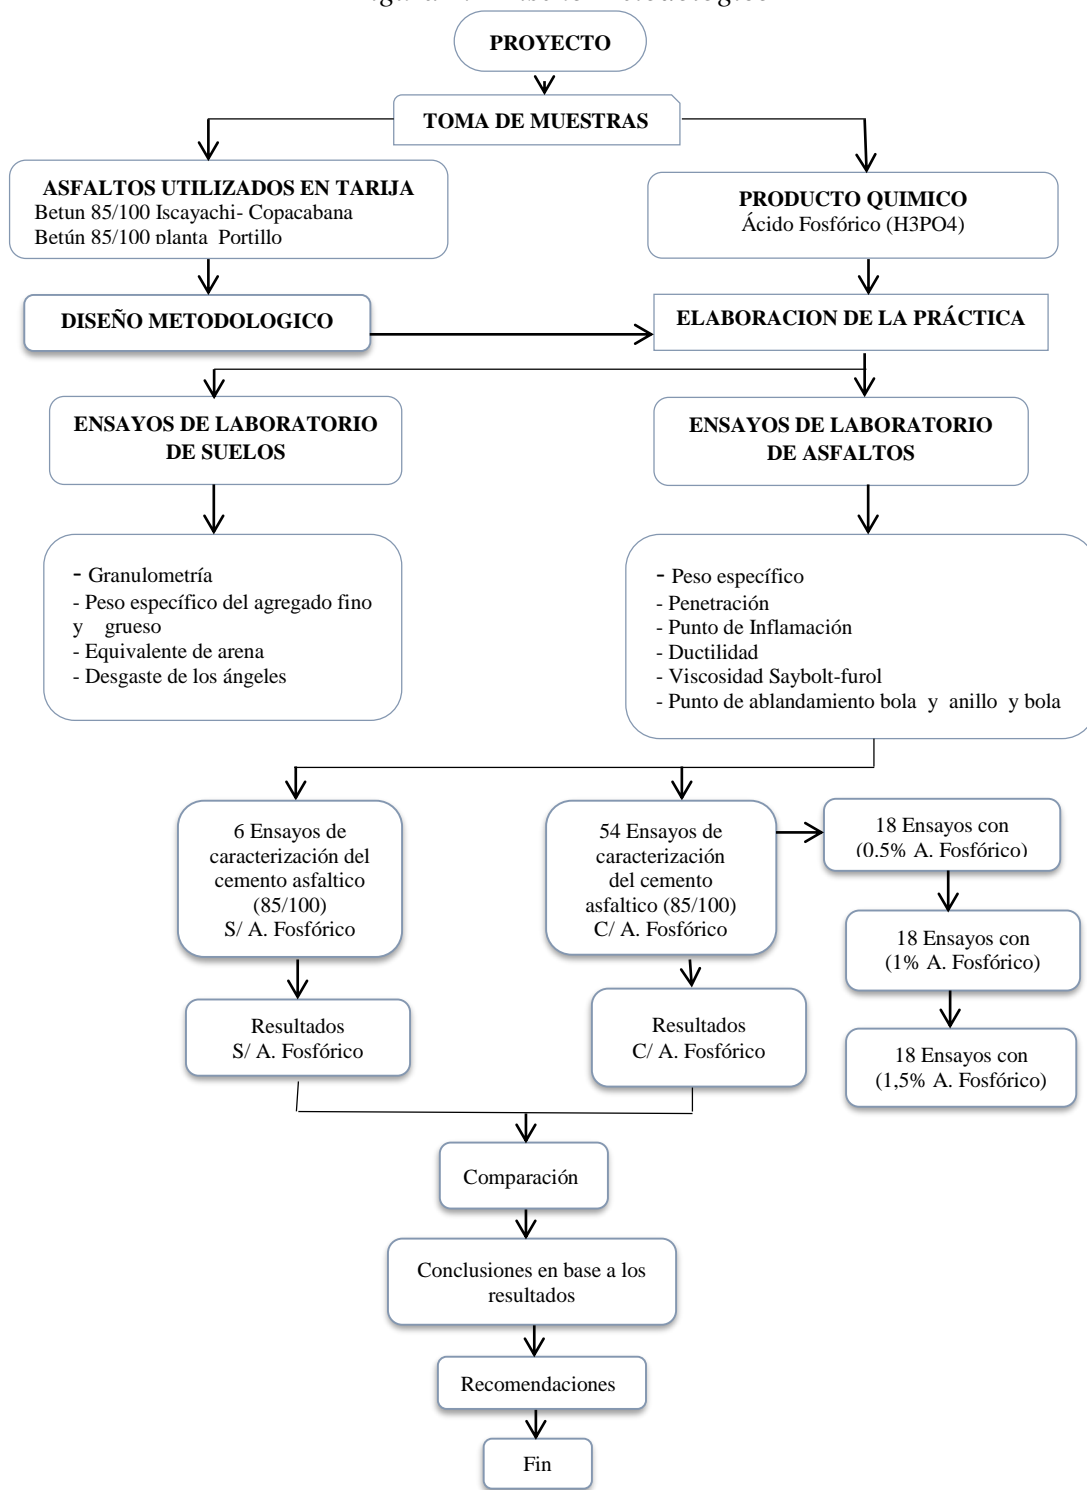 PROYECTO
TOMA DE MUESTRAS
ASFALTOS UTILIZADOS EN TARIJA
Betun 85/100 Iscayachi- Copacabana
Betún 85/100 planta Portillo
PRODUCTO QUIMICO
Ácido Fosfórico (H3PO4)
DISEÑO METODOLOGICO
ELABORACION DE LA PRÁCTICA
ENSAYOS DE LABORATORIO
DE SUELOS
ENSAYOS DE LABORATORIO
DE ASFALTOS
- Granulometría
- Peso específico del agregado fino
y grueso
- Equivalente de arena
- Desgaste de los ángeles
- Peso específico
- Penetración
- Punto de Inflamación
- Ductilidad
- Viscosidad Saybolt-furol
- Punto de ablandamiento bola y anillo y bola
6 Ensayos de
caracterización del
cemento asfaltico
(85/100)
S/ A. Fosfórico
54 Ensayos de
caracterización
del cemento
asfaltico (85/100)
C/ A. Fosfórico
18 Ensayos con
(0.5% A. Fosfórico)
18 Ensayos con
(1% A. Fosfórico)
18 Ensayos con
(1,5% A. Fosfórico)
Resultados
S/ A. Fosfórico
Resultados
C/ A. Fosfórico
Comparación
Conclusiones en base a los
resultados
Recomendaciones
Fin